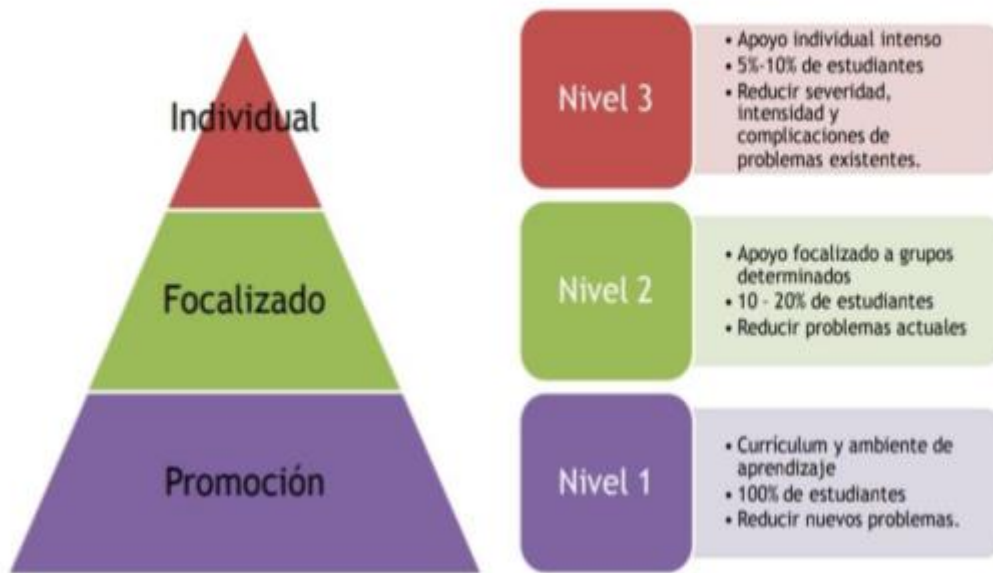 Individual
Focalizado
Promoción
Nivel 3
• Apoyo individual intenso
• 5%-10% de estudiantes
• Reducir severidad,
intensidad y
complicaciones de
problemas existentes.
Nivel 2
• Apoyo focalizado a grupos
determinados
• 10 - 20% de estudiantes
• Reducir problemas actuales
Nivel 1
• Currículum y ambiente de
aprendizaje
• 100% de estudiantes
• Reducir nuevos problemas.